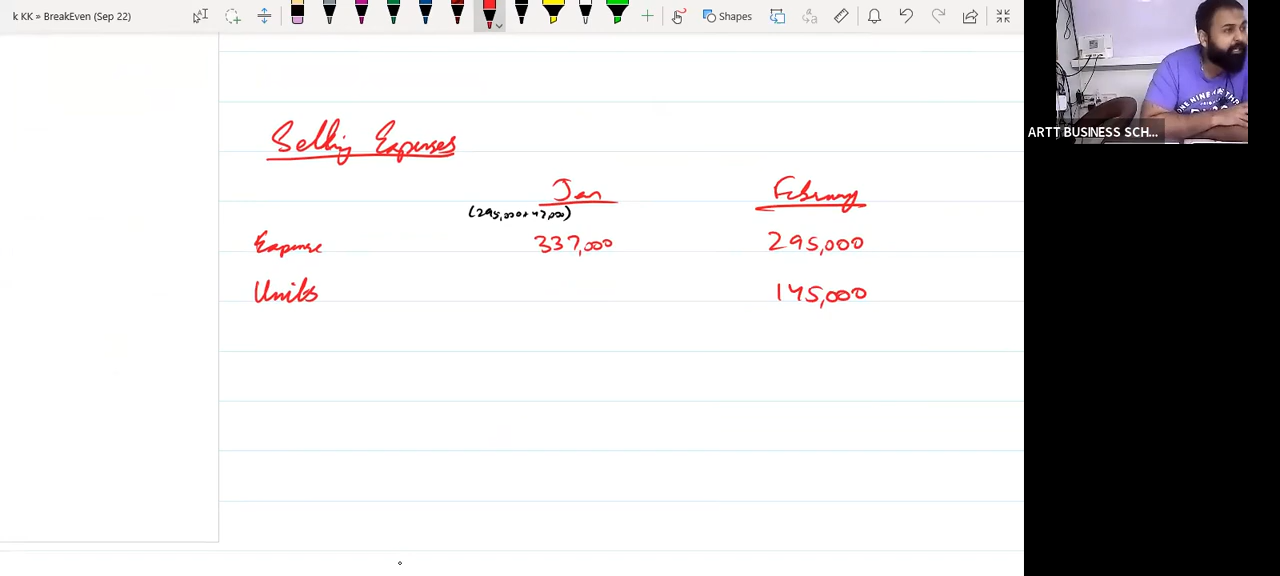 k KK » BreakEven (Sep 22)
Shapes
ARTT BUSINESS SCH...
Selling Expenses
Jan February
(295,000+42,000)
Expense 337,000 295,000
Units 145,000